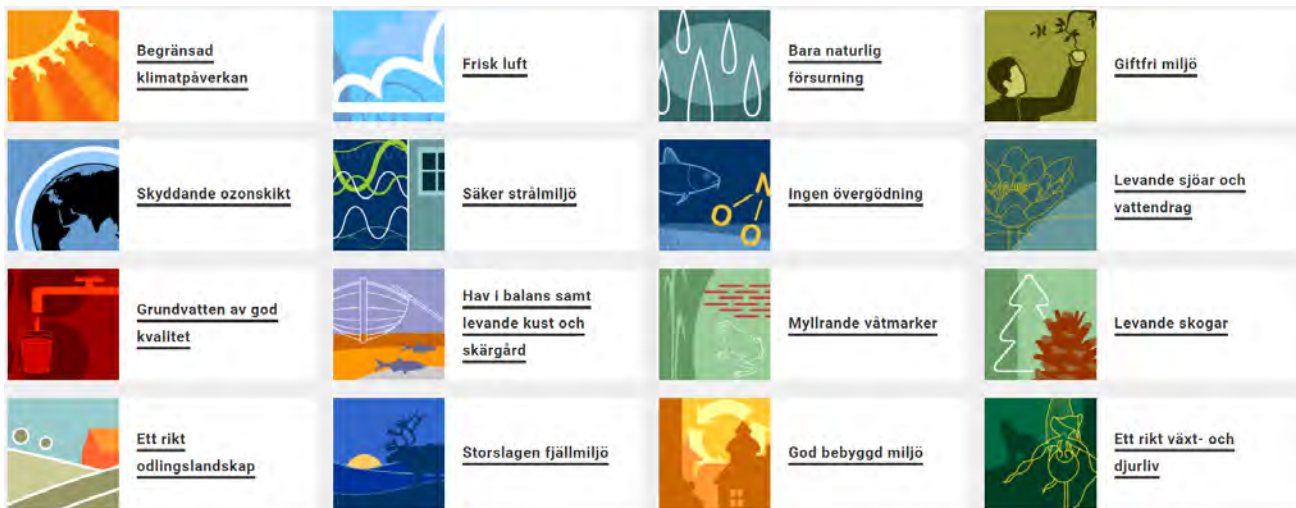 Begränsad
klimatpåverkan
Frisk luft
Bara naturlig
försurning
Giftfri miljö
Skyddande ozonskikt
Säker strålmiljö
N
O
O
Ingen övergödning
Levande sjöar och
vattendrag
Grundvatten av god
kvalitet
Hav i balans samt
levande kust och
skärgård
Myllrande våtmarker
Levande skogar
Ett rikt
odlingslandskap
Storslagen fjällmiljö
God bebyggd miljö
Ett rikt växt- och
djurliv